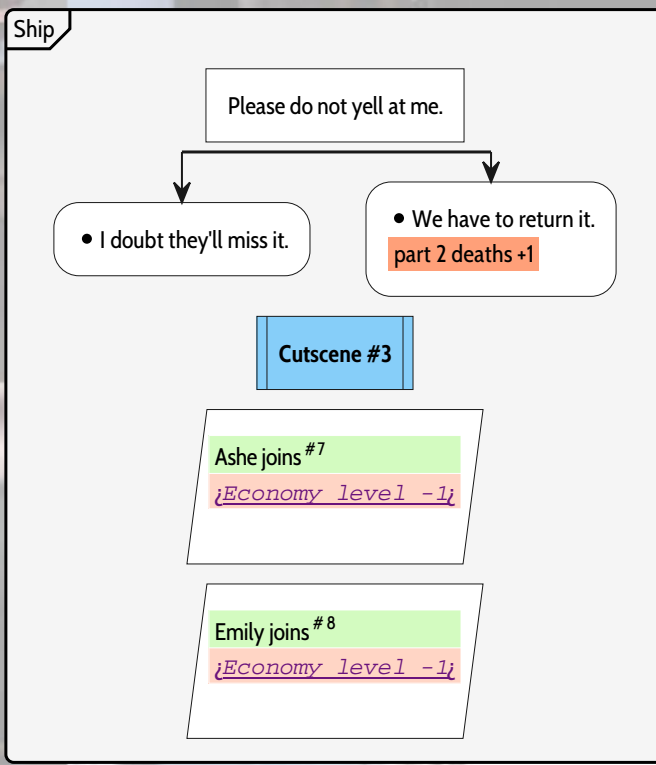 Ship
Please do not yell at me.
• I doubt they'll miss it.
• We have to return it.
part 2 deaths +1
Cutscene #3
Ashe joins #7
¿Economy level -1¿
Emily joins #8
¿Economy level -1¿